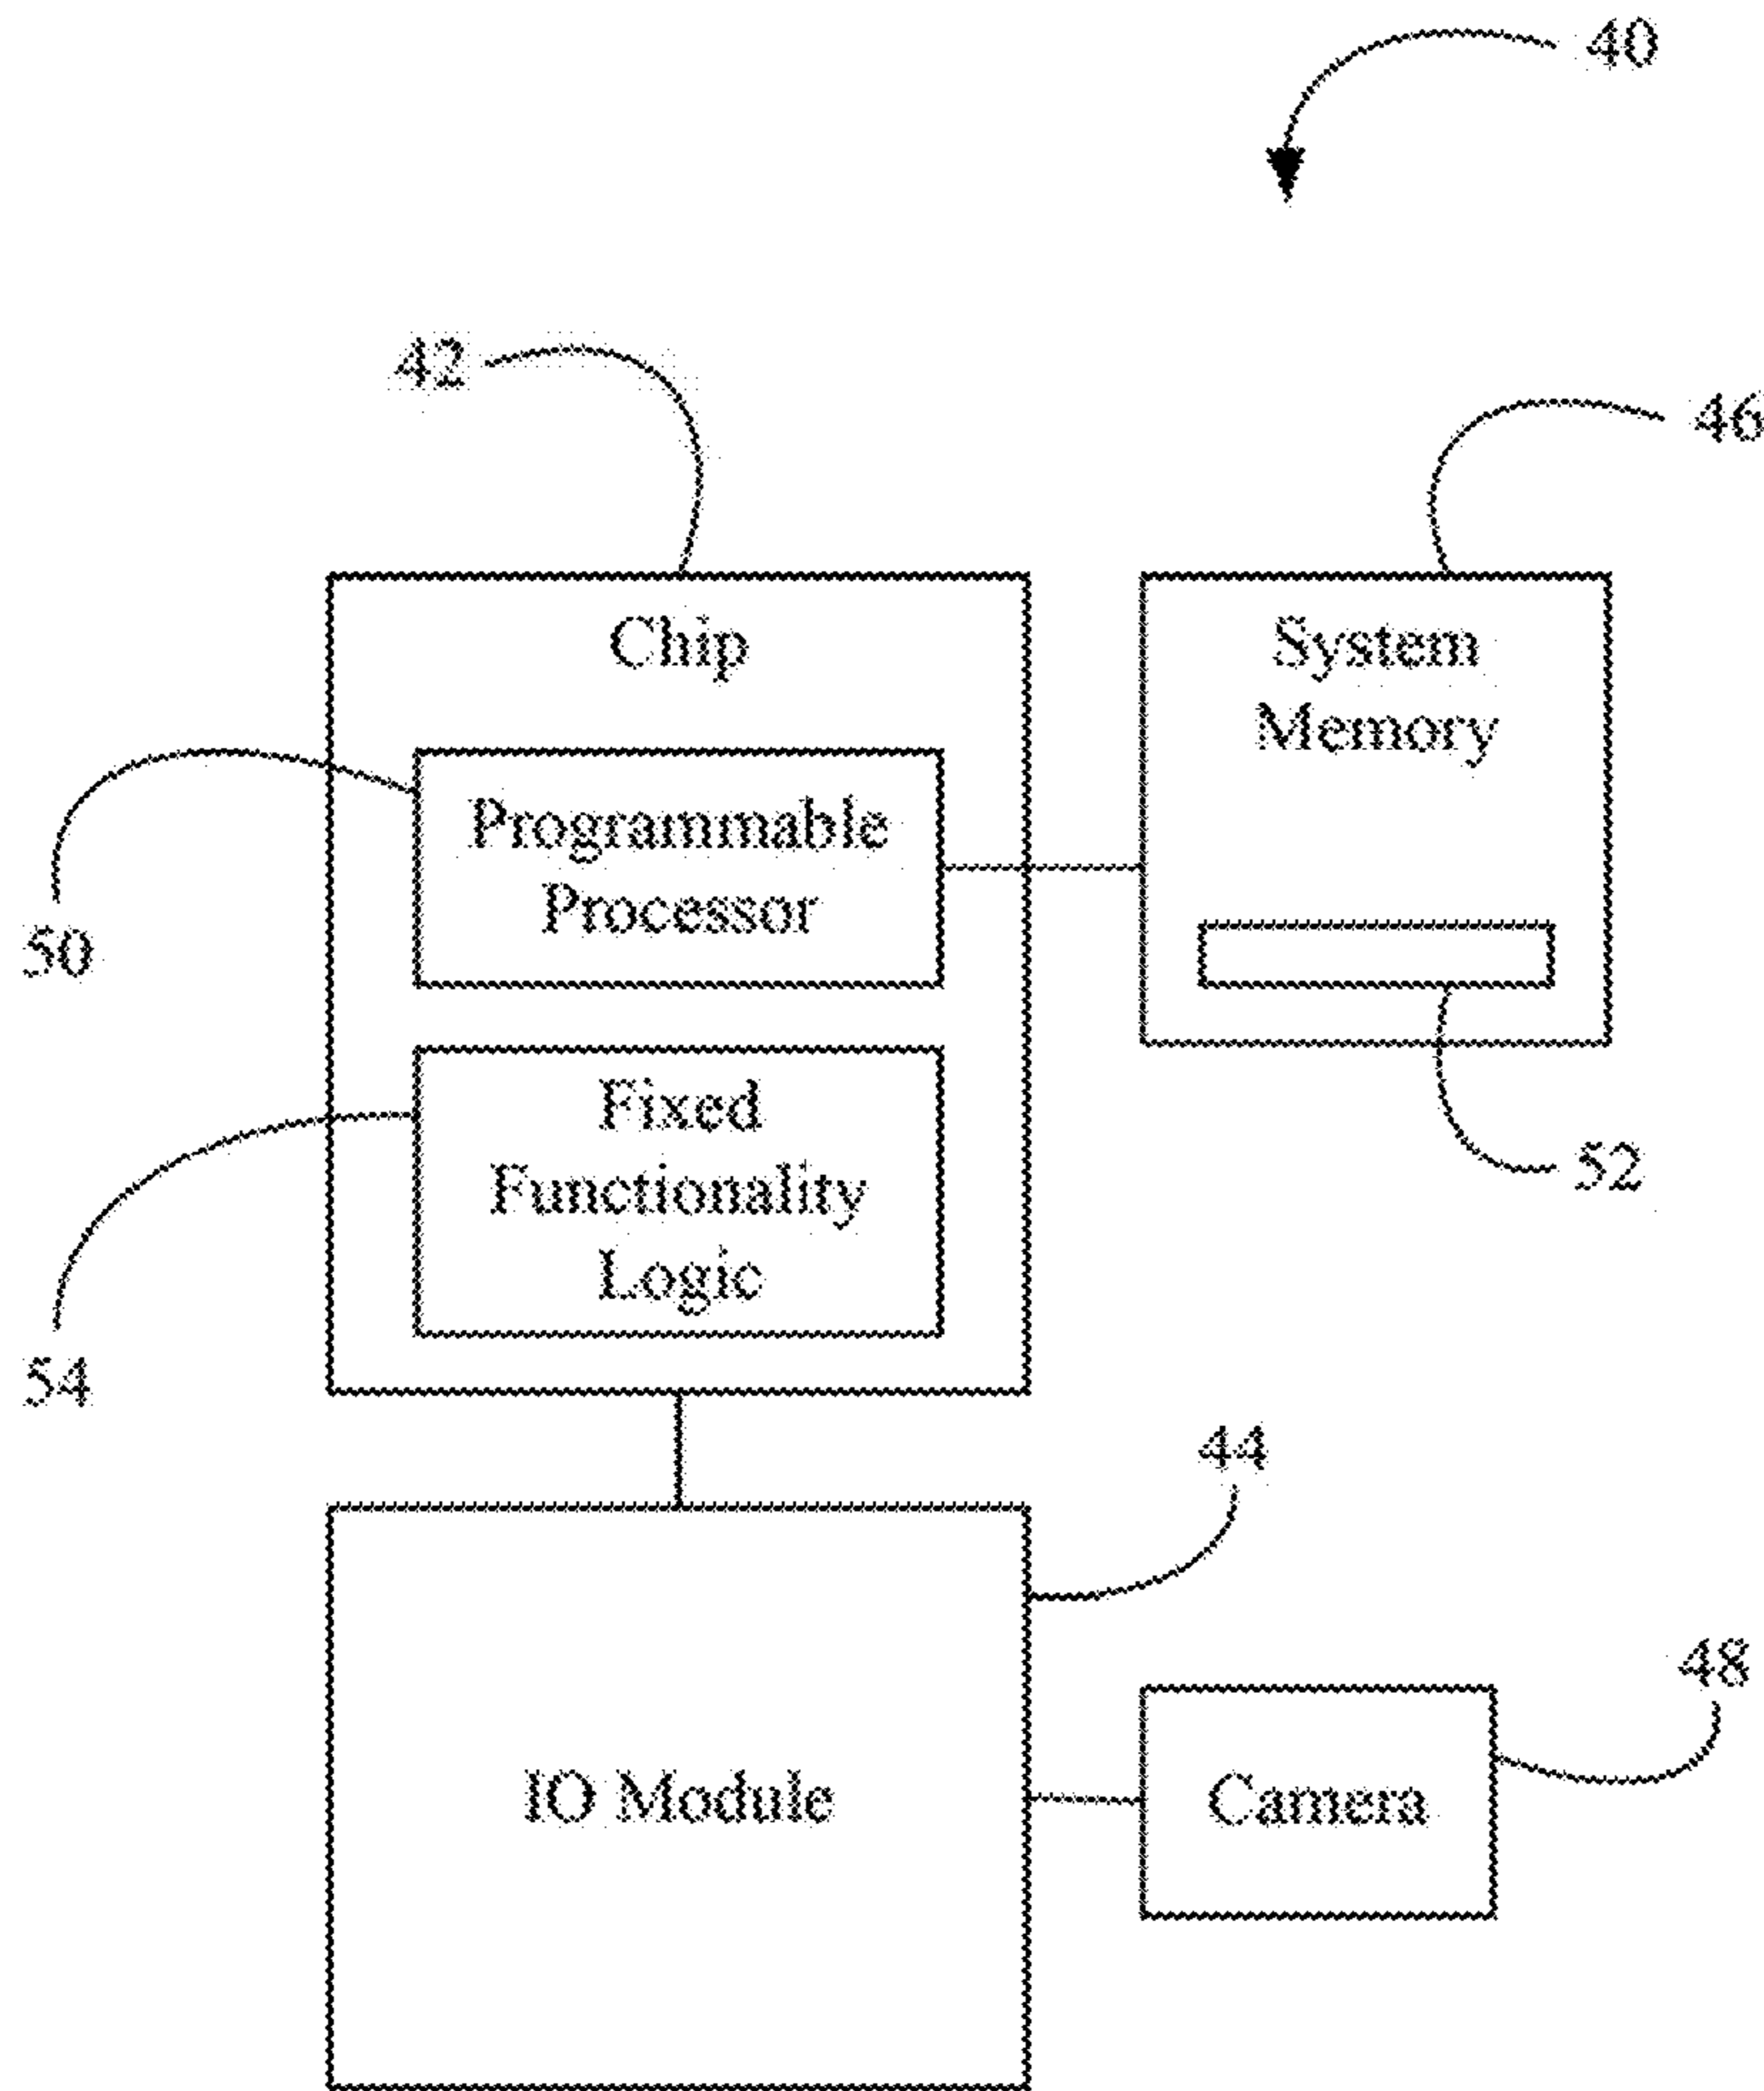 40
42
46
Chip
System
Memory
Programmable
Processor
50
Fixed
Functionality
Logic
52
54
44
48
IO Module
Camera